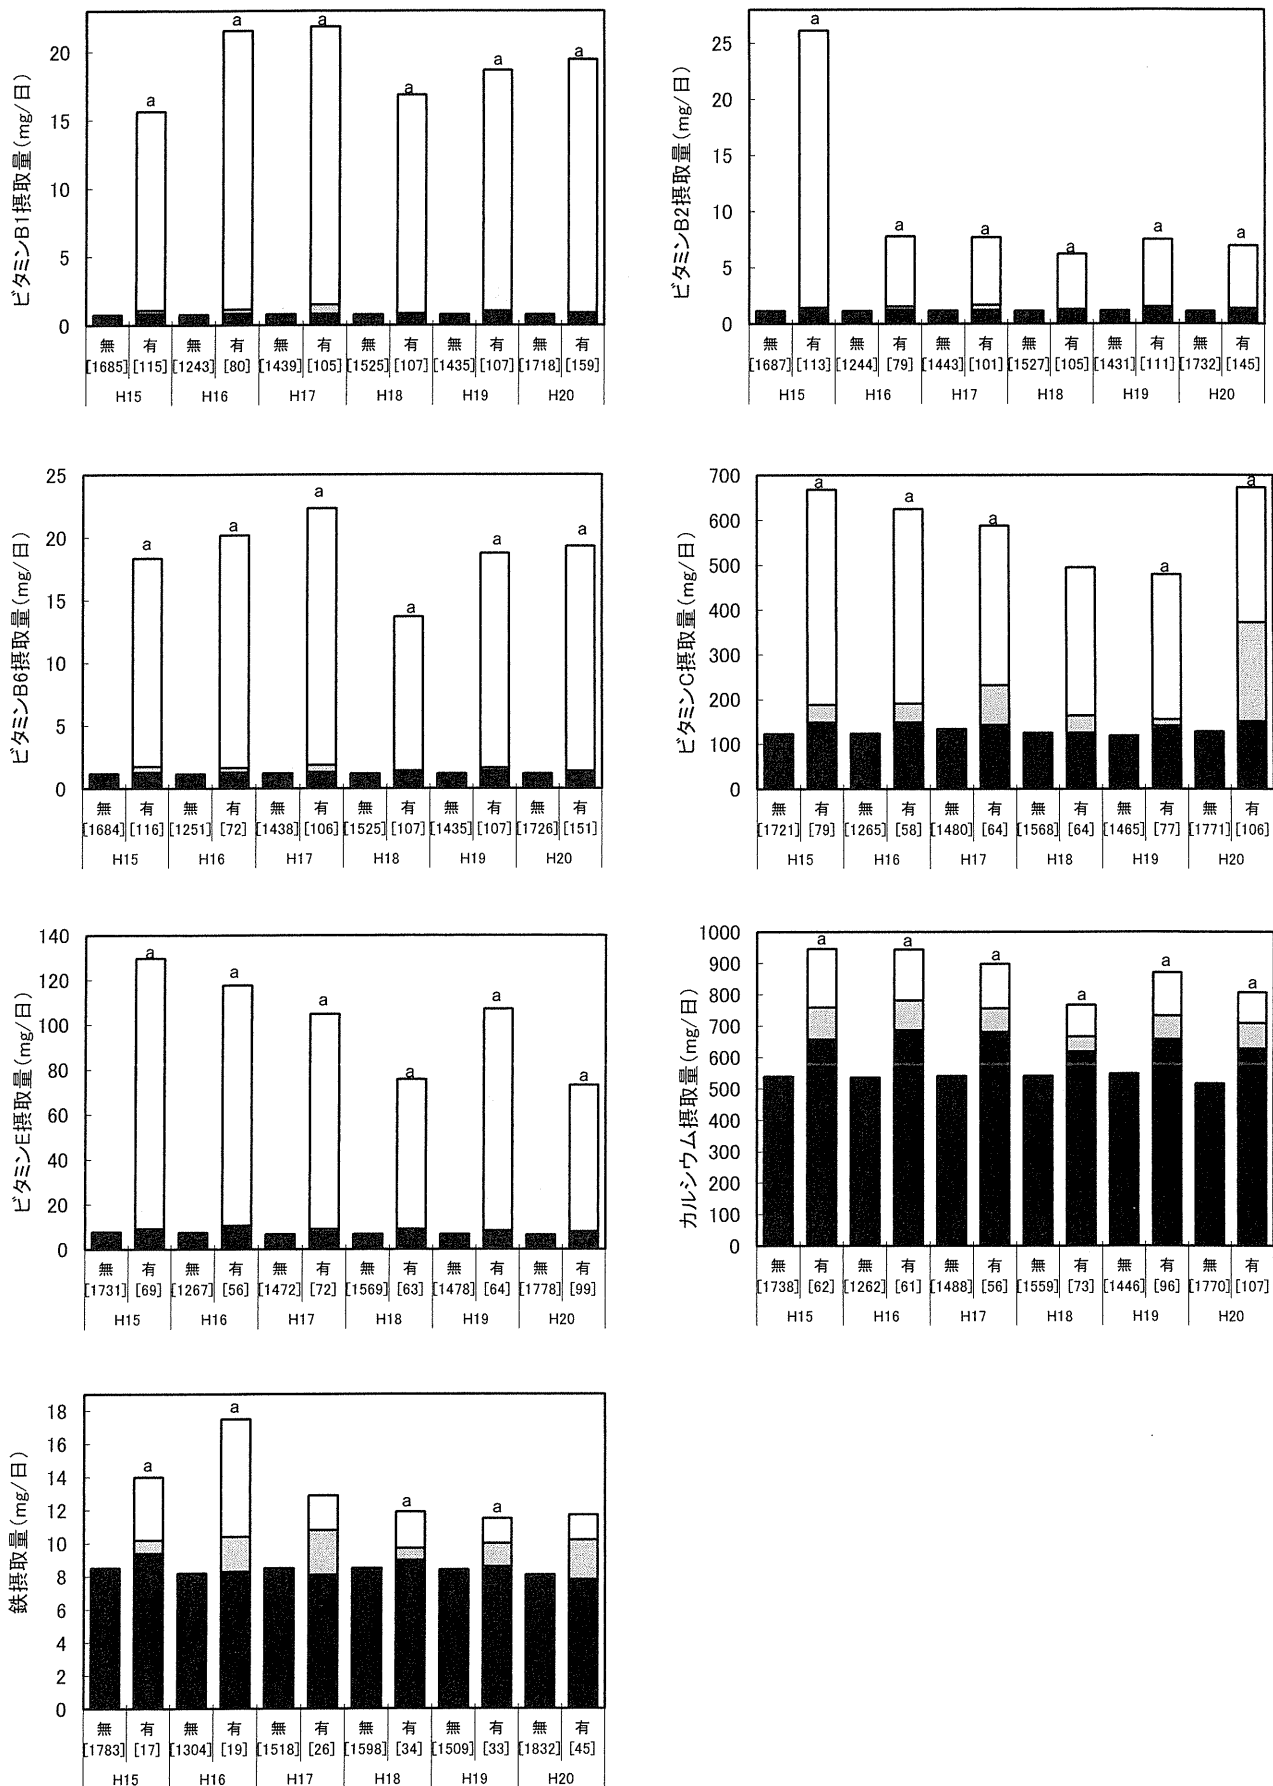 ビタミンB1摂取量(mg/日)
20
15
10
5
0
a
a
a
a
a
a
無 有 無 有 無 有 無 有 無 有 無 有
[1685] [115] [1243] [80] [1439] [105] [1525] [107] [1435] [107] [1718] [159]
H15 H16 H17 H18 H19 H20
ビタミンB2摂取量(mg/日)
25
20
15
10
5
0
a
a
a
a
a
a
無 有 無 有 無 有 無 有 無 有 無 有
[1687] [113] [1244] [79] [1443] [101] [1527] [105] [1431] [111] [1732] [145]
H15 H16 H17 H18 H19 H20
ビタミンB6摂取量(mg/日)
25
20
15
10
5
0
a
a
a
a
a
a
無 有 無 有 無 有 無 有 無 有 無 有
[1684] [116] [1251] [72] [1438] [106] [1525] [107] [1435] [107] [1726] [151]
H15 H16 H17 H18 H19 H20
ビタミンC摂取量(mg/日)
700
600
500
400
300
200
100
0
a
a
a
a
a
無 有 無 有 無 有 無 有 無 有 無 有
[1721] [79] [1265] [58] [1480] [64] [1568] [64] [1465] [77] [1771] [106]
H15 H16 H17 H18 H19 H20
ビタミンE摂取量(mg/日)
140
120
100
80
60
40
20
0
a
a
a
a
a
a
無 有 無 有 無 有 無 有 無 有 無 有
[1731] [69] [1267] [56] [1472] [72] [1569] [63] [1478] [64] [1778] [99]
H15 H16 H17 H18 H19 H20
カルシウム摂取量(mg/日)
1000
900
800
700
600
500
400
300
200
100
0
a
a
a
a
a
a
無 有 無 有 無 有 無 有 無 有 無 有
[1738] [62] [1262] [61] [1488] [56] [1559] [73] [1446] [96] [1770] [107]
H15 H16 H17 H18 H19 H20
鉄摂取量(mg/日)
18
16
14
12
10
8
6
4
2
0
a
a
a
a
無 有 無 有 無 有 無 有 無 有 無 有
[1783] [17] [1304] [19] [1518] [26] [1598] [34] [1509] [33] [1832] [45]
H15 H16 H17 H18 H19 H20